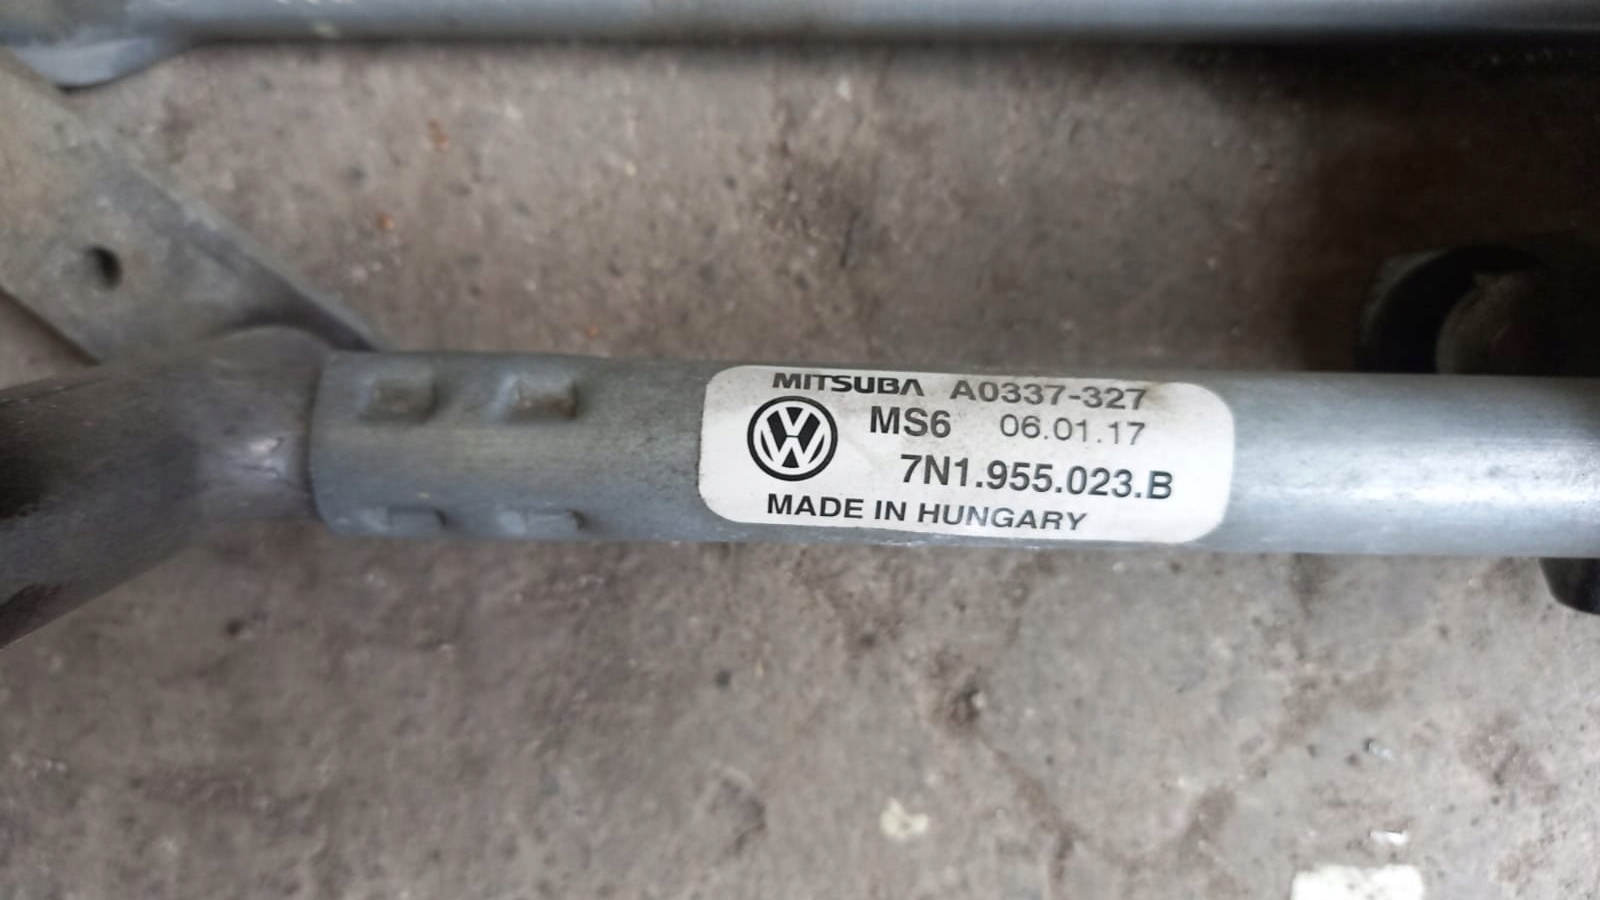 MITSUBA A0337-327
MS6 06.01.17
7N1.955.023.B
MADE IN HUNGARY